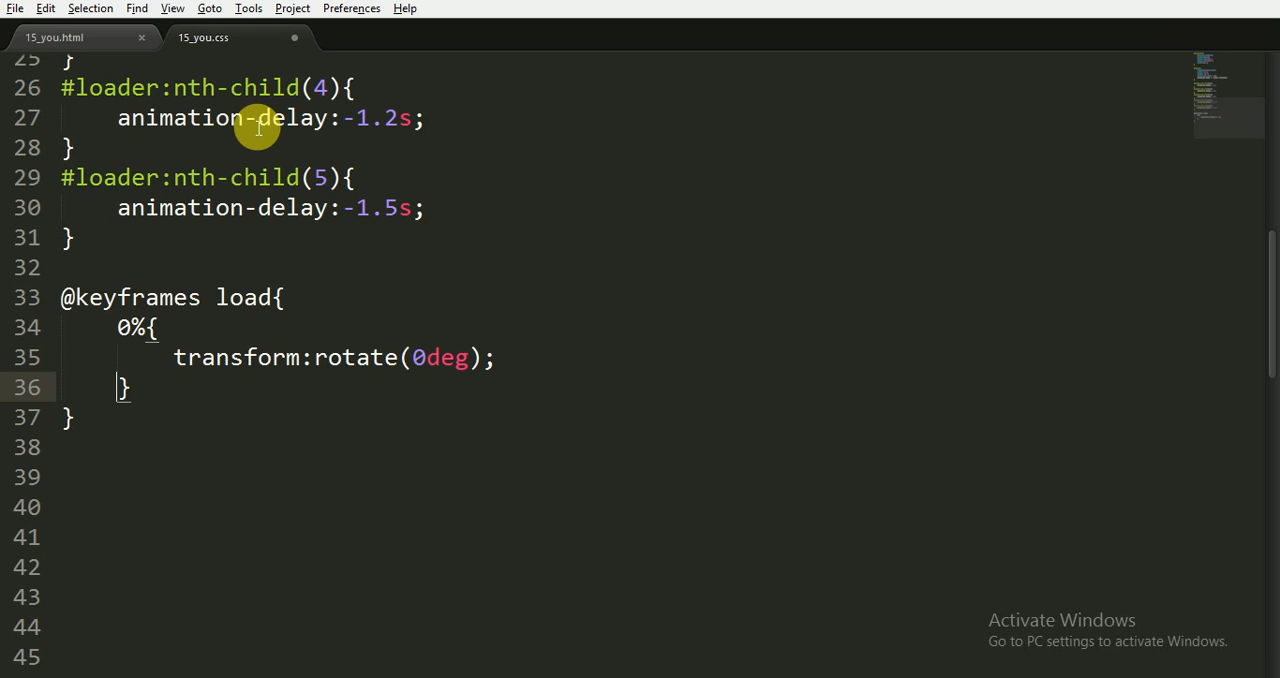 File Edit Selection Find View Goto Tools Project Preferences Help
15_you.html × 15_you.css
25 }
26 #loader:nth-child(4){
27 animation-delay:-1.2s;
28 }
29 #loader:nth-child(5){
30 animation-delay:-1.5s;
31 }
32
33 @keyframes load{
34 0%{
35 transform:rotate(0deg);
36 }
37 }
38
39
40
41
42
43
44
45
Activate Windows
Go to PC settings to activate Windows.